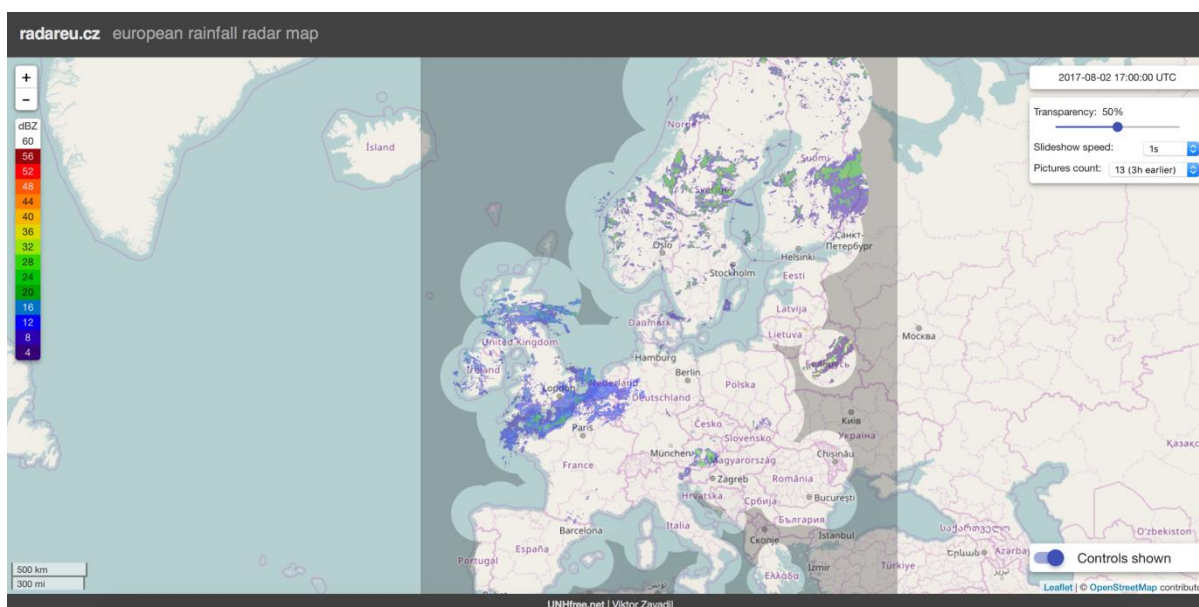 radareu.cz european rainfall radar map
+
−
dBZ
60
56
52
48
44
40
36
32
28
24
20
16
12
8
4
2017-08-02 17:00:00 UTC
Transparency: 50%
Slideshow speed: 1s
Pictures count: 13 (3h earlier)
Ísland
Norge
Suomi
Sverige
Oslo
Helsinki
Санкт-
Петербург
Stockholm
Eesti
Latvija
Danmark
Lietuva
Москва
United Kingdom
Ireland
Hamburg
Беларусь
Berlin
London
Nederland
Polska
Deutschland
Paris
Česko
Київ
Slovensko
Україна
München
Magyarország
Chișinău
Қазақс
France
Zagreb
România
Hrvatska
Србија
București
Barcelona
Italia
България
Скопје
İstanbul
საქართველო
O'zbekiston
España
Portugal
Ελλάδα
İzmir
Türkiye
Azarba
Controls shown
500 km
300 mi
Leaflet | © OpenStreetMap contributo
UNHfree.net | Viktor Zavadil